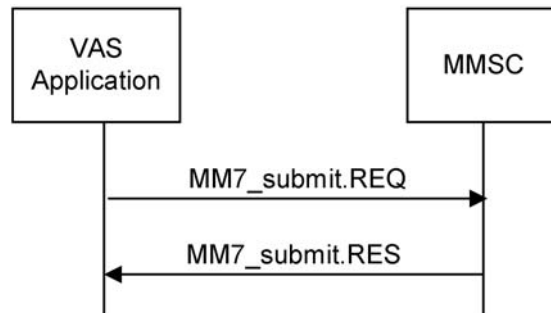 VAS
Application
MMSC
MM7_submit.REQ
MM7_submit.RES